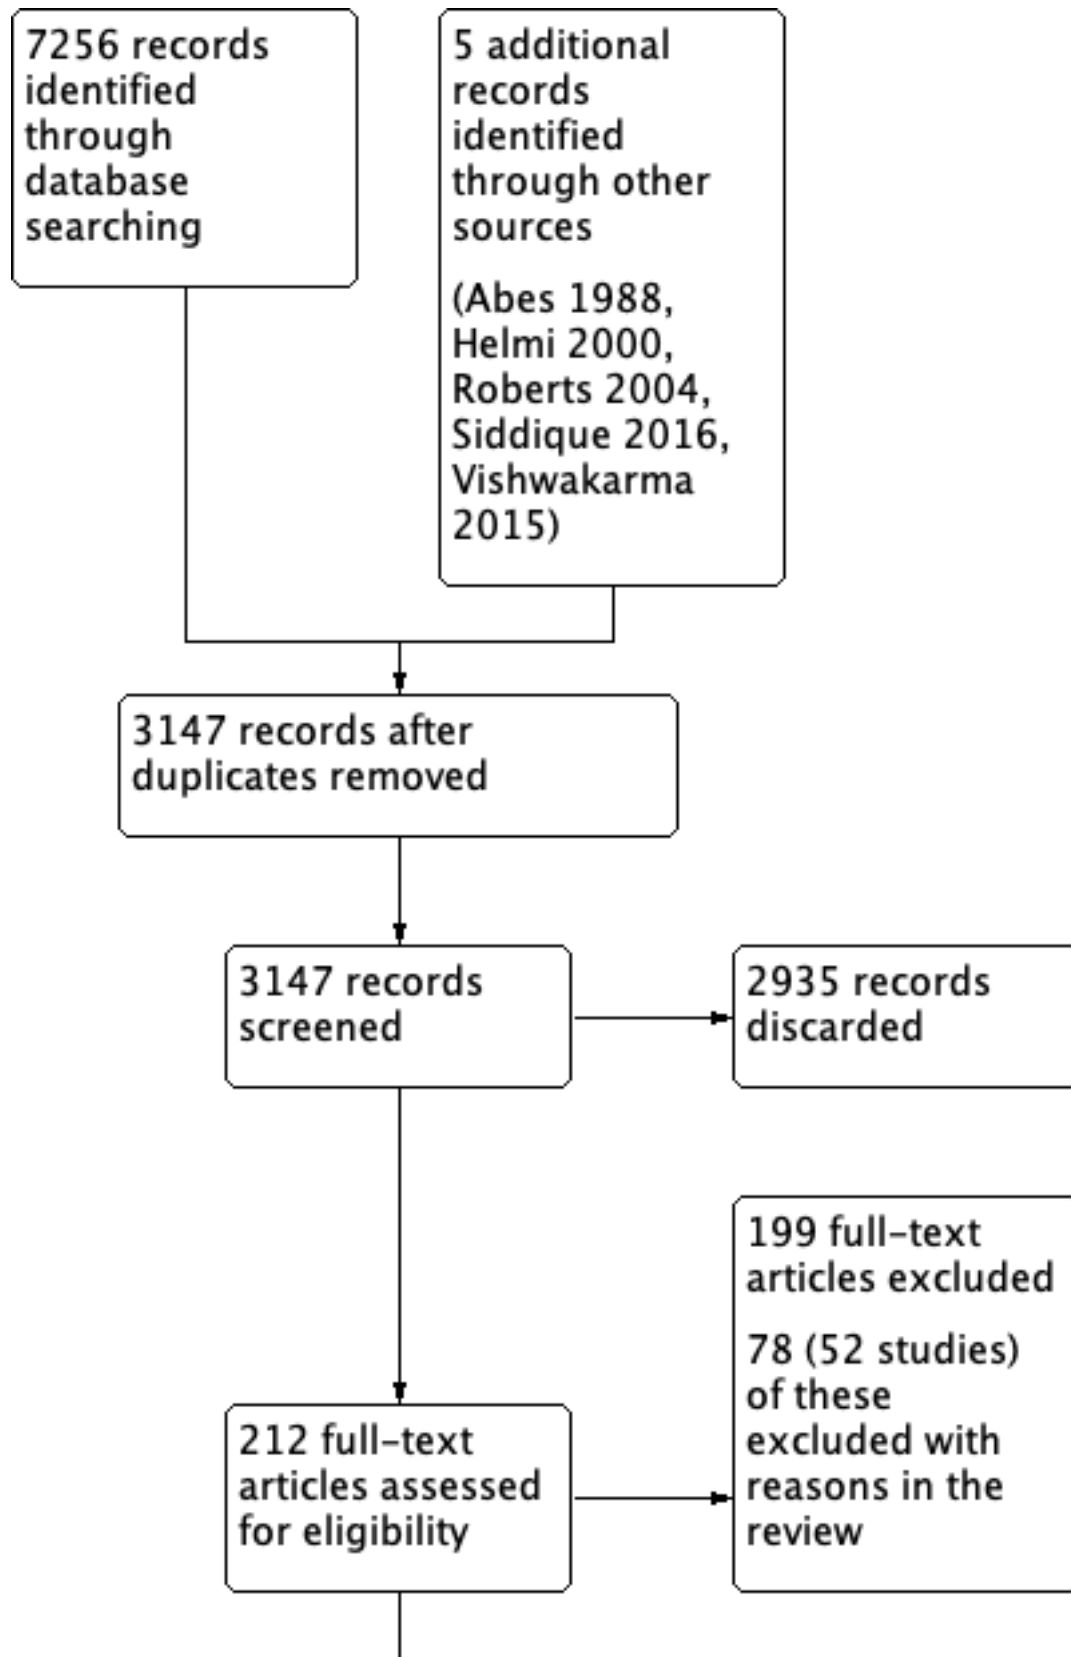 7256 records
identified
through
database
searching
5 additional
records
identified
through other
sources
(Abes 1988,
Helmi 2000,
Roberts 2004,
Siddique 2016,
Vishwakarma
2015)
3147 records after
duplicates removed
3147 records
screened
2935 records
discarded
199 full-text
articles excluded
78 (52 studies)
of these
excluded with
reasons in the
review
212 full-text
articles assessed
for eligibility